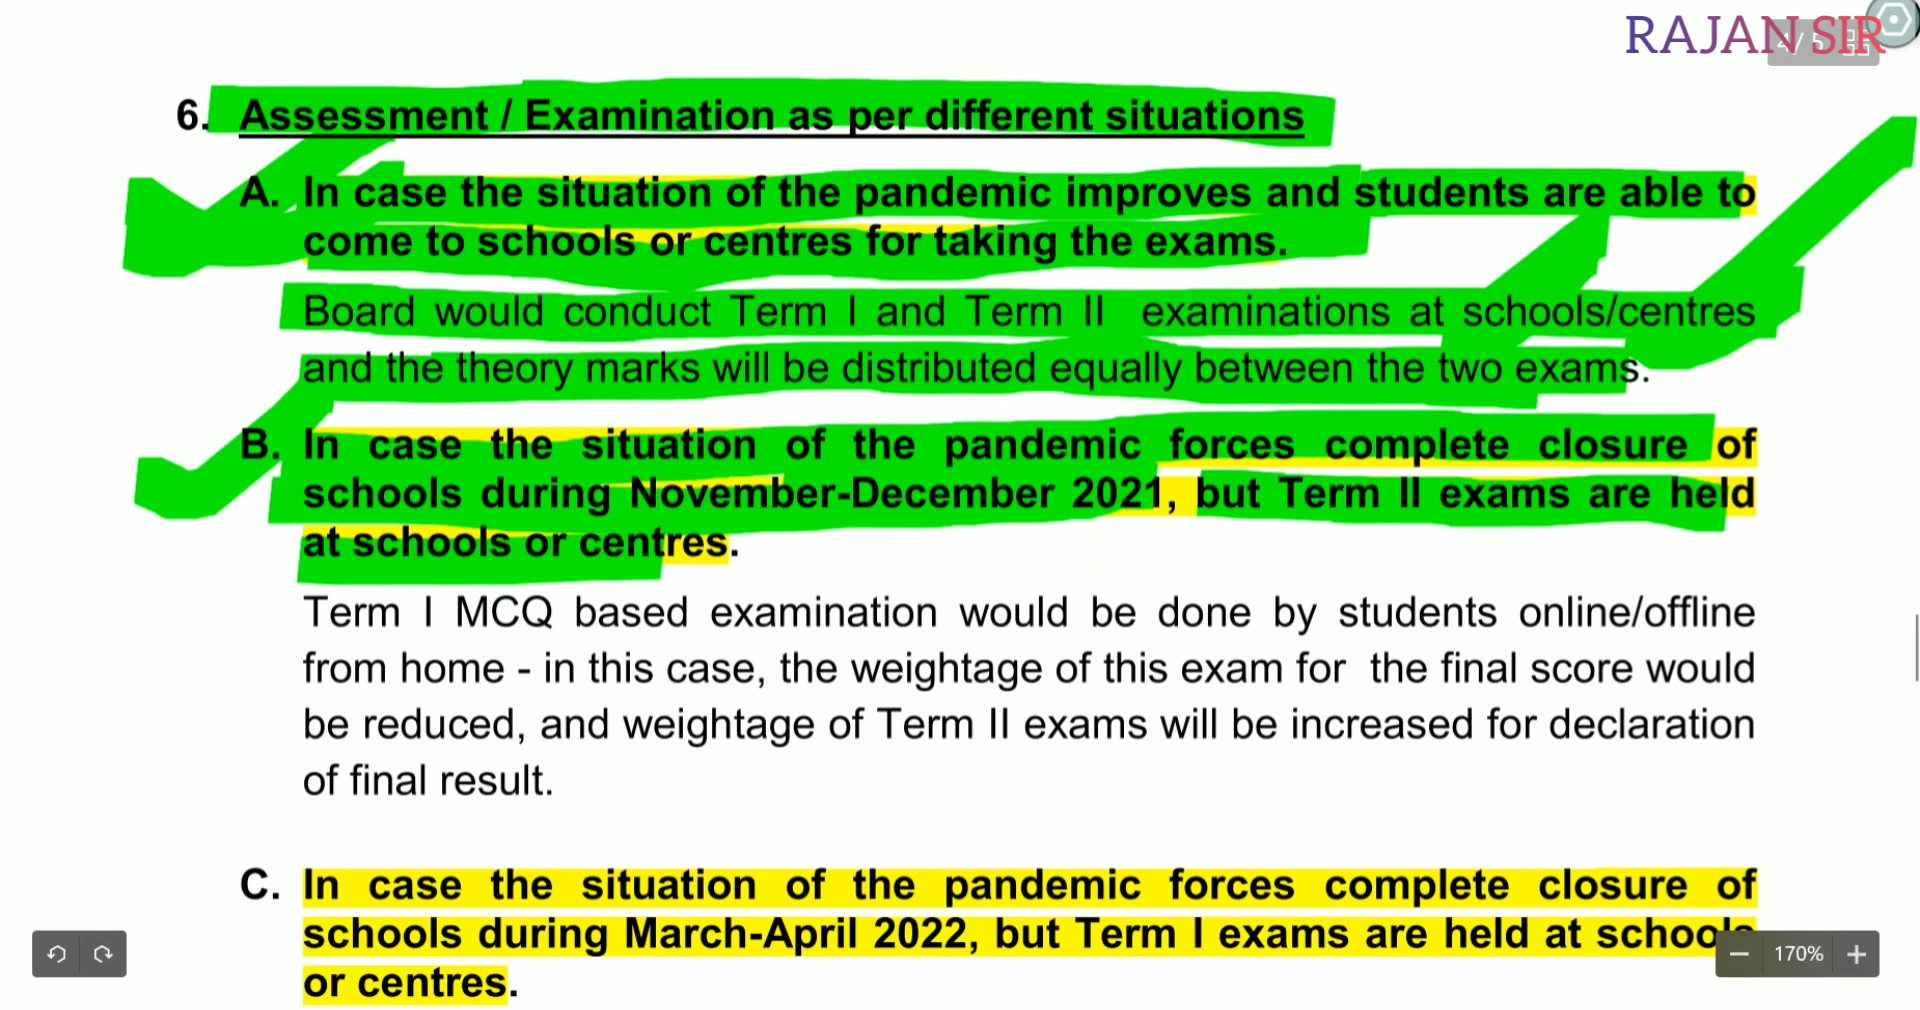 RAJAN SIR
4 / 5
6. Assessment / Examination as per different situations
A. In case the situation of the pandemic improves and students are able to
come to schools or centres for taking the exams.
Board would conduct Term I and Term II examinations at schools/centres
and the theory marks will be distributed equally between the two exams.
B. In case the situation of the pandemic forces complete closure of
schools during November-December 2021, but Term II exams are held
at schools or centres.
Term I MCQ based examination would be done by students online/offline
from home - in this case, the weightage of this exam for the final score would
be reduced, and weightage of Term II exams will be increased for declaration
of final result.
C. In case the situation of the pandemic forces complete closure of
schools during March-April 2022, but Term I exams are held at schools
or centres.
170%